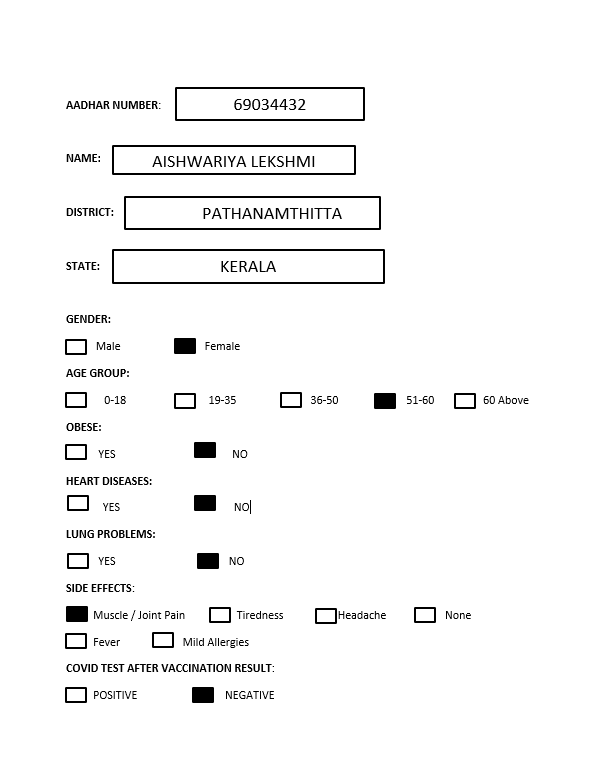 AADHAR NUMBER: 69034432
NAME: AISHWARIYA LEKSHMI
DISTRICT: PATHANAMTHITTA
STATE: KERALA
GENDER:
Male Female
AGE GROUP:
0-18 19-35 36-50 51-60 60 Above
OBESE:
YES NO
HEART DISEASES:
YES NO
LUNG PROBLEMS:
YES NO
SIDE EFFECTS:
Muscle / Joint Pain Tiredness Headache None
Fever Mild Allergies
COVID TEST AFTER VACCINATION RESULT:
POSITIVE NEGATIVE